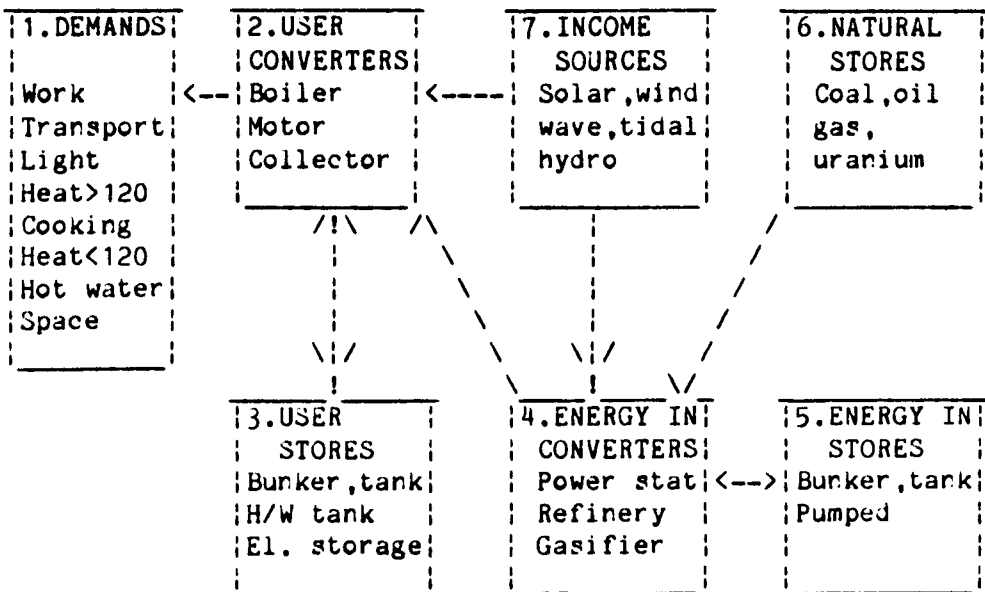 1.DEMANDS
Work
Transport
Light
Heat>120
Cooking
Heat<120
Hot water
Space
2.USER
CONVERTERS
Boiler
Motor
Collector
7.INCOME
SOURCES
Solar,wind
wave,tidal
hydro
6.NATURAL
STORES
Coal,oil
gas,
uranium
3.USER
STORES
Bunker,tank
H/W tank
El. storage
4.ENERGY IN
CONVERTERS
Power stat
Refinery
Gasifier
5.ENERGY IN
STORES
Bunker,tank
Pumped